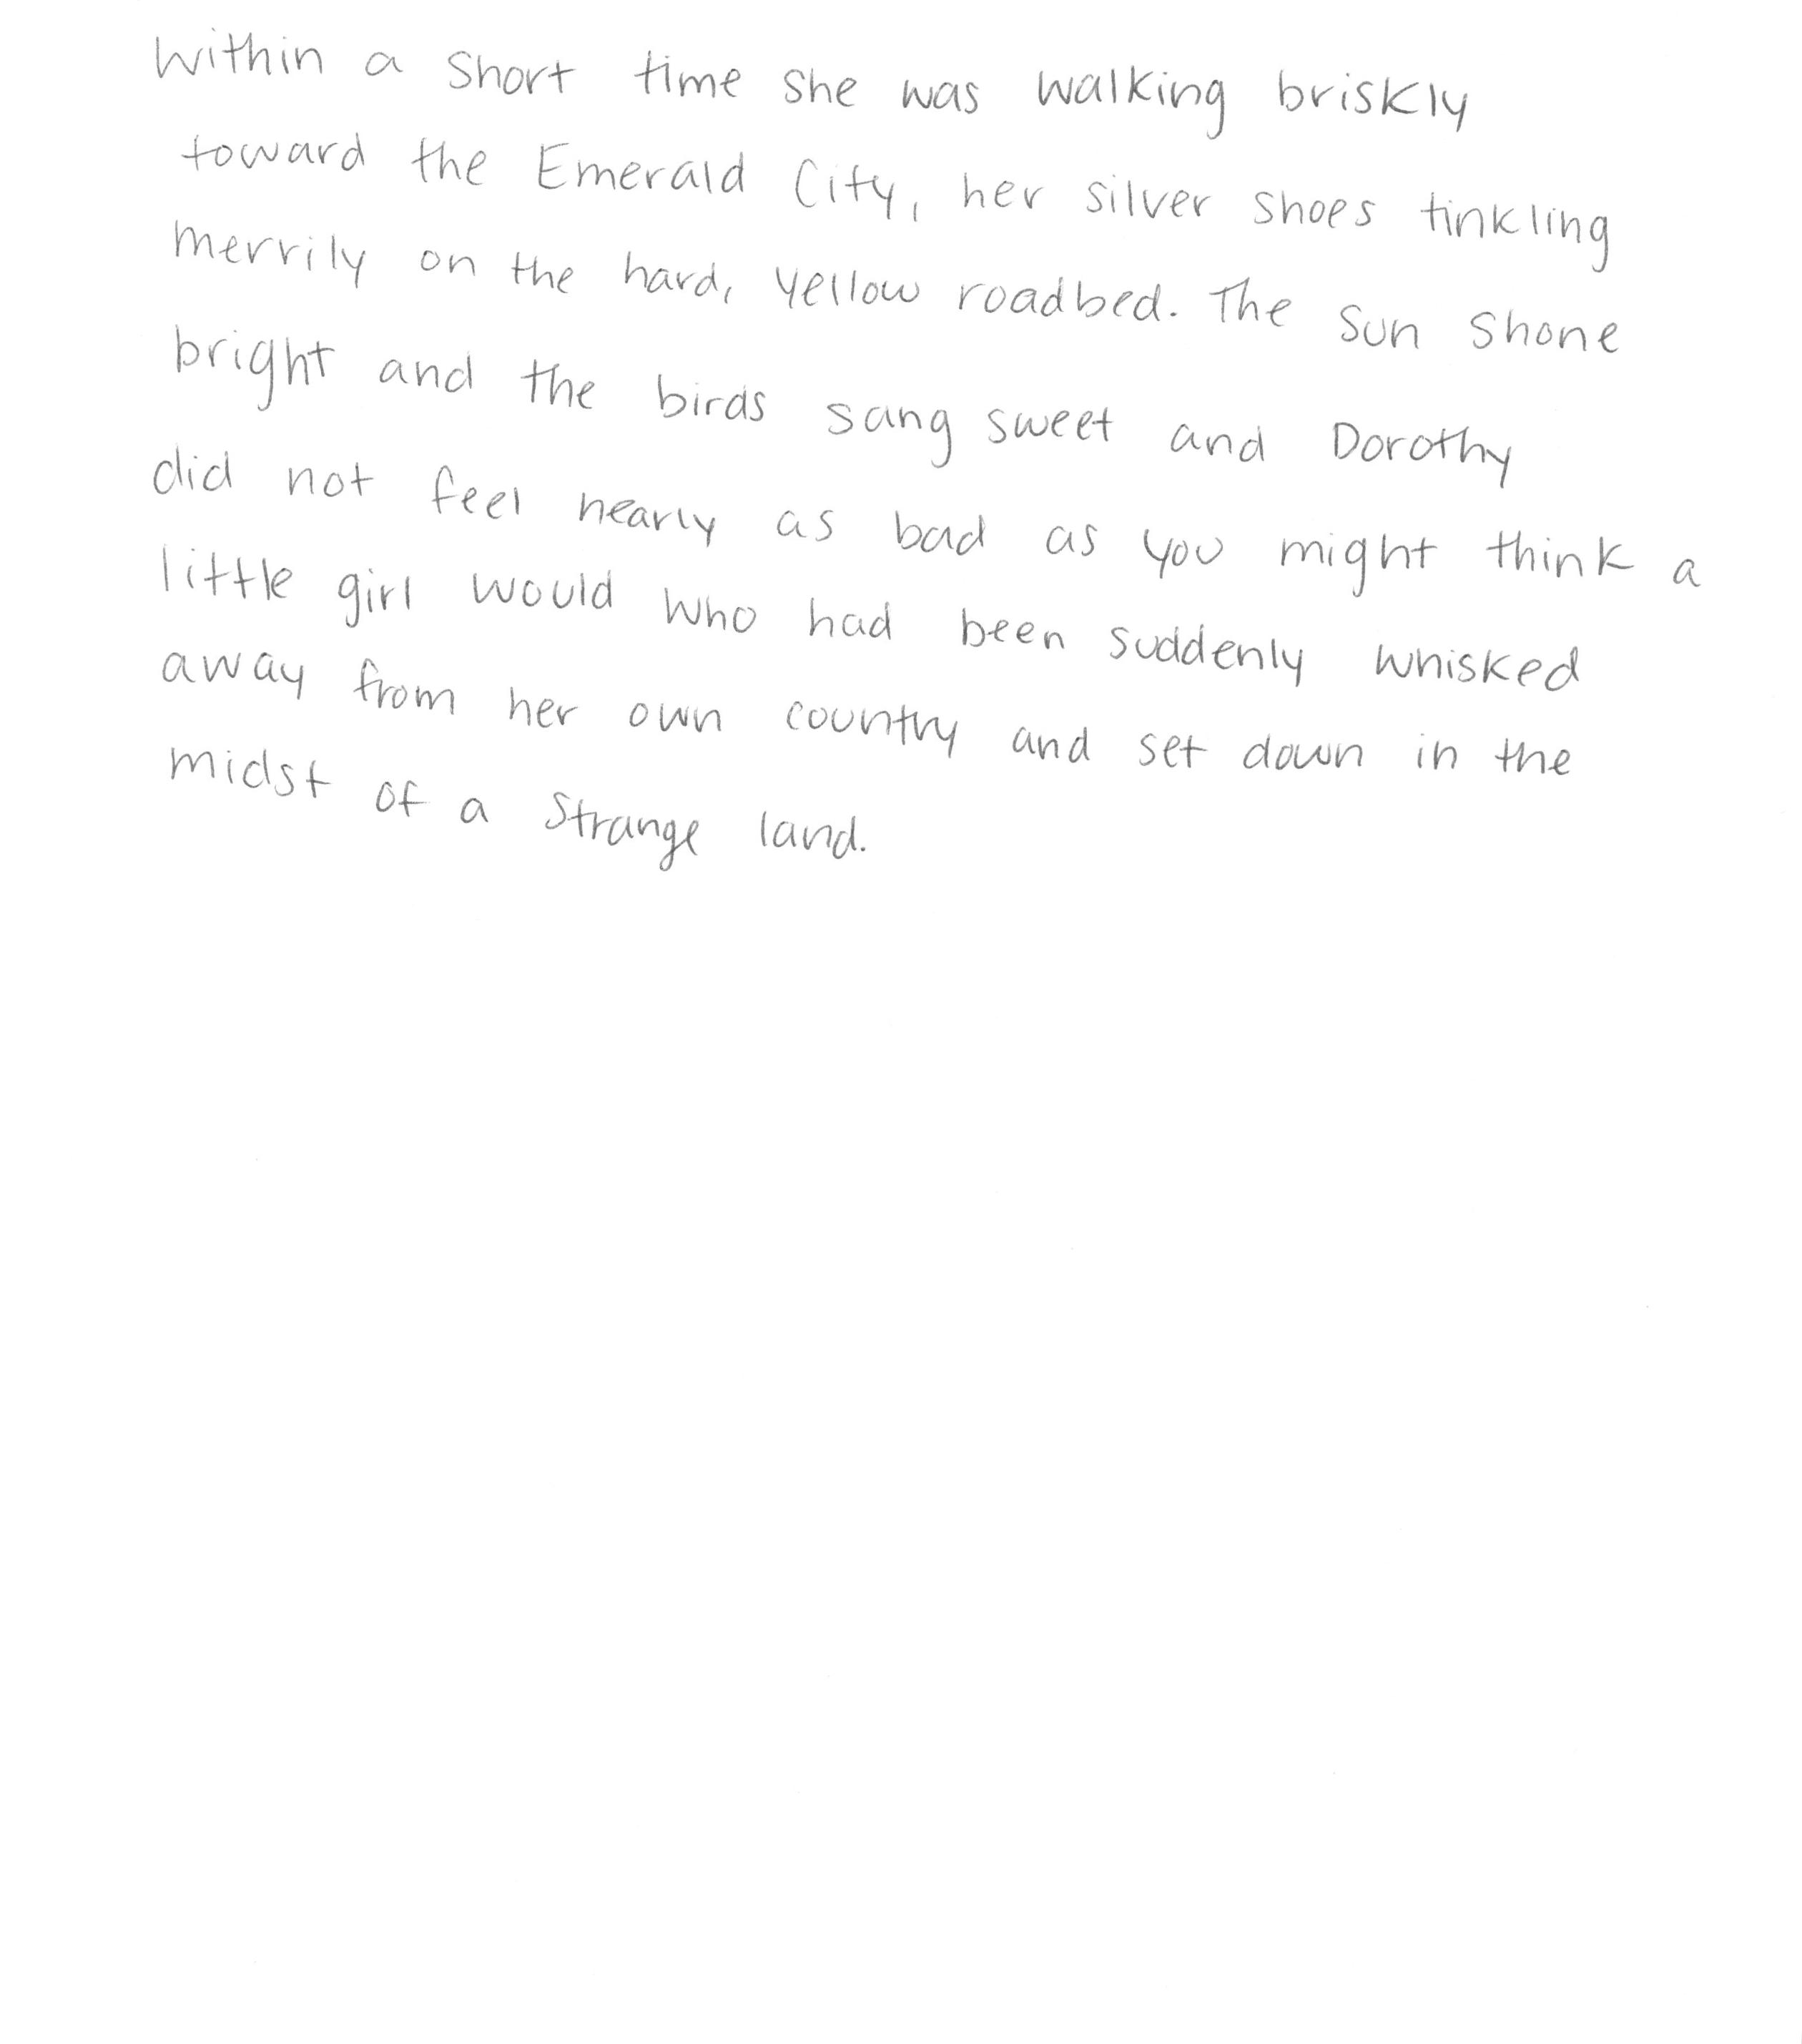 Within a short time she was walking briskly
toward the Emerald City, her silver shoes tinkling
merrily on the hard, yellow roadbed. The sun shone
bright and the birds sang sweet and Dorothy
did not feel nearly as bad as you might think a
little girl would who had been suddenly whisked
away from her own country and set down in the
midst of a strange land.